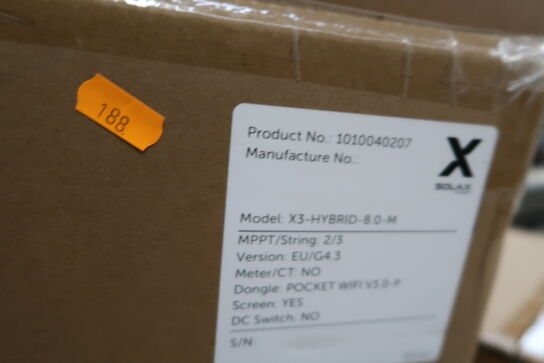 188.
Product No.: 1010040207
Manufacture No.:
X
SOLAX
Model: X3-HYBRID-8.0-M
MPPT/String: 2/3
Version: EU/G4.3
Meter/CT: NO
Dongle: POCKET WIFI V3.0-P
Screen: YES
DC Switch: NO
S/N: